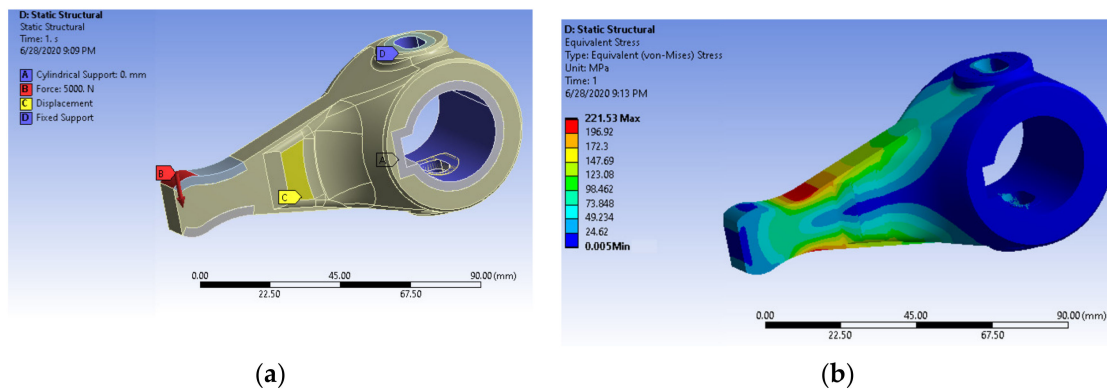 D: Static Structural
Static Structural
Time: 1. s
6/28/2020 9:09 PM
A Cylindrical Support: 0. mm
B Force: 5000. N
C Displacement
D Fixed Support
D
B
A
C
0.00 45.00 90.00 (mm)
22.50 67.50
(a)
D: Static Structural
Equivalent Stress
Type: Equivalent (von-Mises) Stress
Unit: MPa
Time: 1
6/28/2020 9:13 PM
221.53 Max
196.92
172.3
147.69
123.08
98.462
73.848
49.234
24.62
0.005Min
0.00 45.00 90.00 (mm)
22.50 67.50
(b)